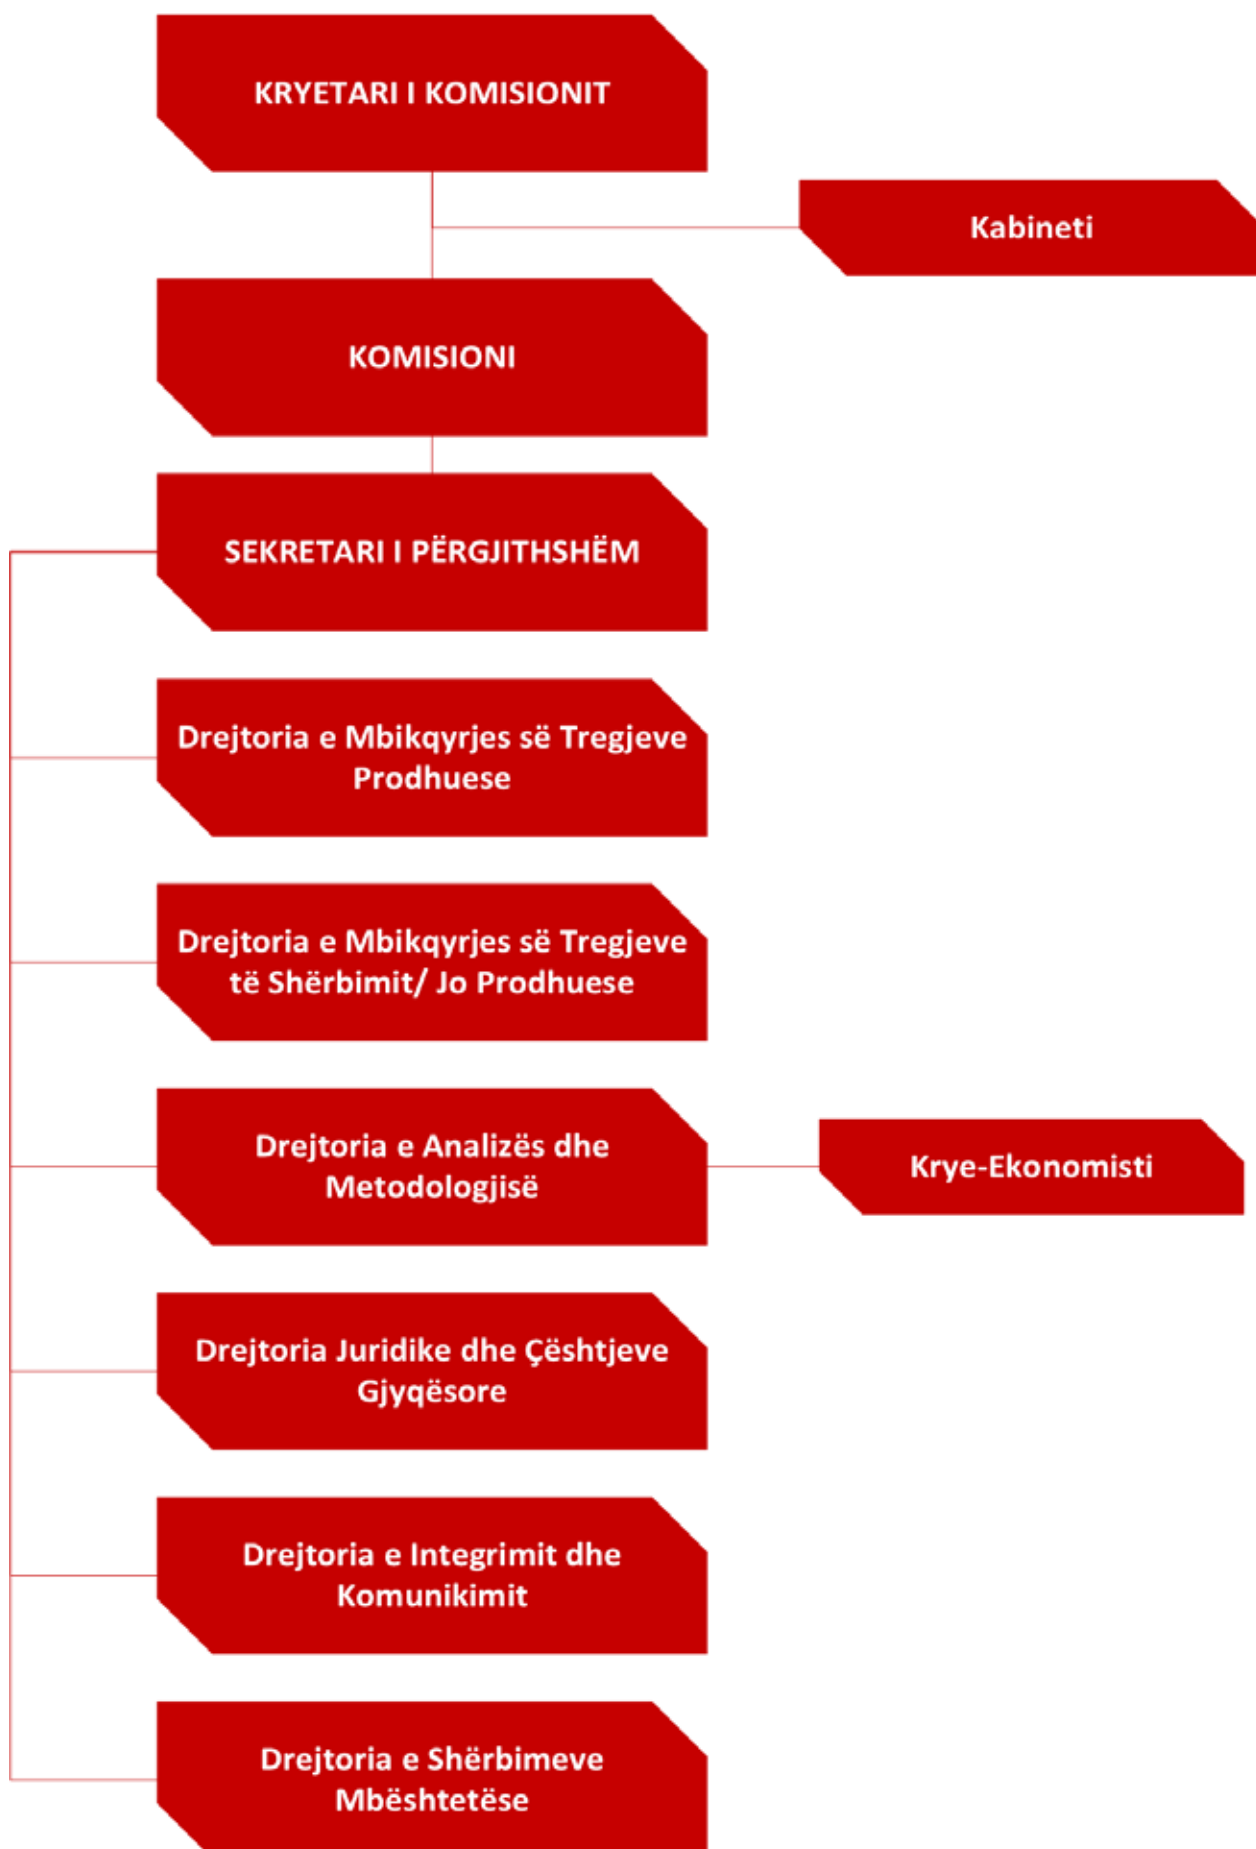 KRYETARI I KOMISIONIT
Kabineti
KOMISIONI
SEKRETARI I PËRGJITHSHËM
Drejtoria e Mbikqyrjes së Tregjeve
Prodhuese
Drejtoria e Mbikqyrjes së Tregjeve
të Shërbimit/ Jo Prodhuese
Drejtoria e Analizës dhe
Metodologjisë
Krye-Ekonomisti
Drejtoria Juridike dhe Çështjeve
Gjyqësore
Drejtoria e Integrimit dhe
Komunikimit
Drejtoria e Shërbimeve
Mbështetëse